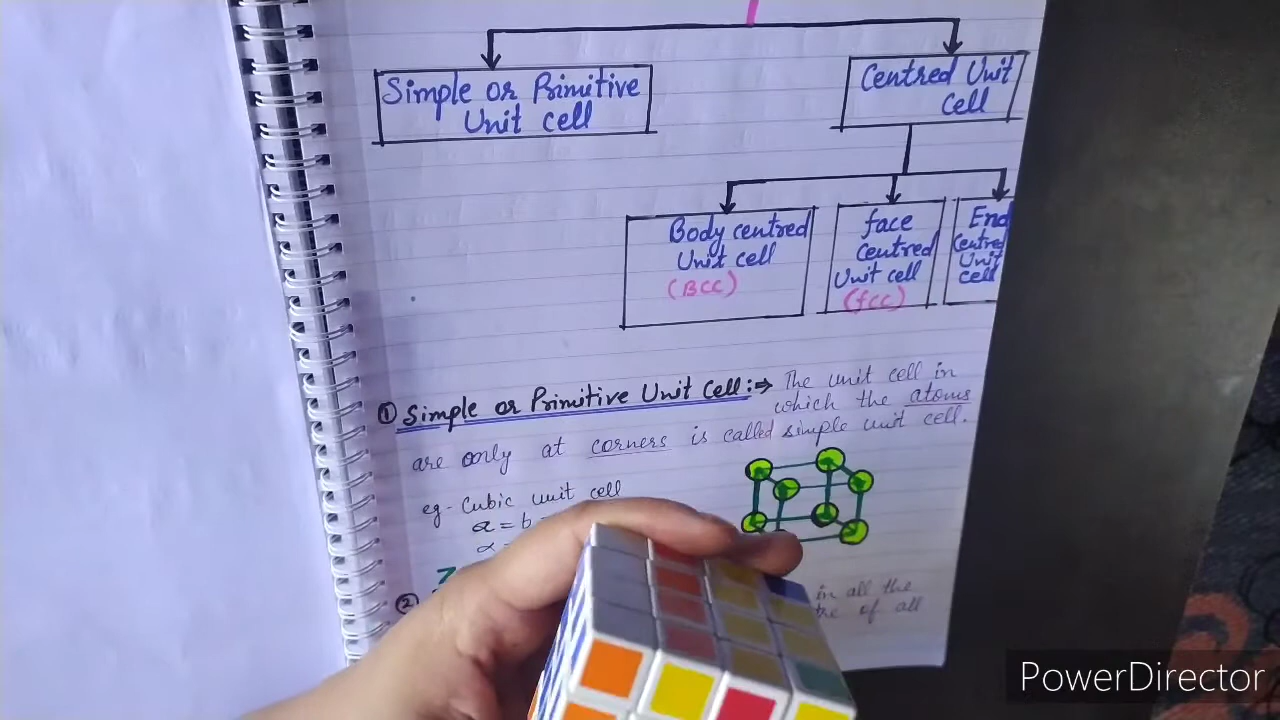 Simple or Primitive
Unit cell
Centred Unit
cell
Body centred
Unit cell
(BCC)
face
centred
Unit cell
(fcc)
End
Centred
Unit
cell
① Simple or Primitive Unit Cell:⇒ The unit cell in
which the atoms
are only at corners is called simple unit cell.
eg- Cubic unit cell
a = b =
α =
Z
②
in all the
of all
PowerDirector